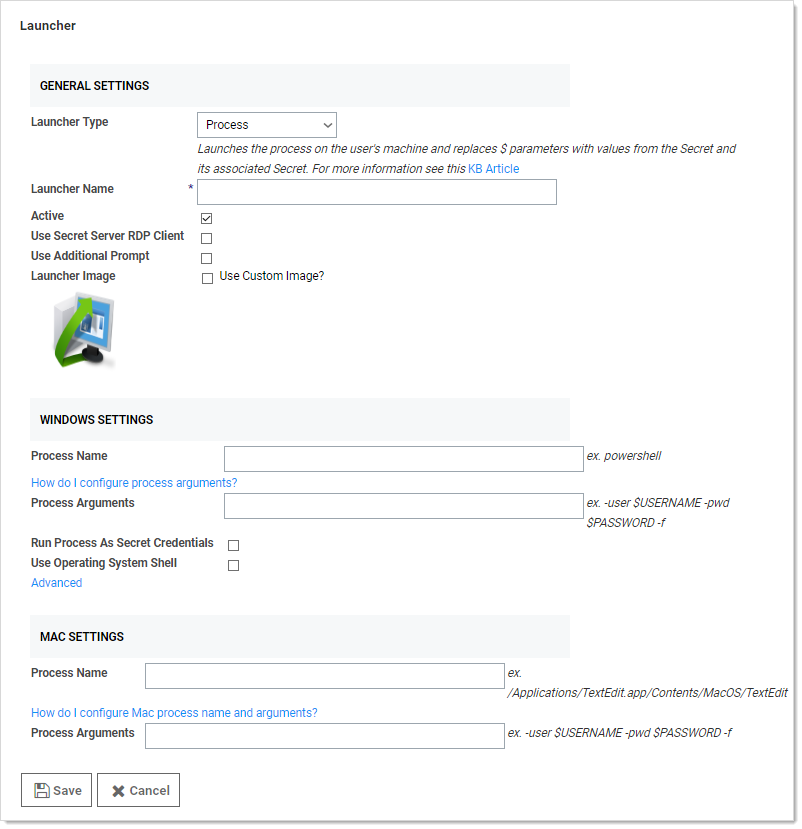 Launcher
GENERAL SETTINGS
Launcher Type
Process
Launches the process on the user's machine and replaces $ parameters with values from the Secret and
its associated Secret. For more information see this KB Article
Launcher Name *
Active
Use Secret Server RDP Client
Use Additional Prompt
Launcher Image Use Custom Image?
WINDOWS SETTINGS
Process Name ex. powershell
How do I configure process arguments?
Process Arguments ex. -user $USERNAME -pwd
$PASSWORD -f
Run Process As Secret Credentials
Use Operating System Shell
Advanced
MAC SETTINGS
Process Name ex.
/Applications/TextEdit.app/Contents/MacOS/TextEdit
How do I configure Mac process name and arguments?
Process Arguments ex. -user $USERNAME -pwd $PASSWORD -f
Save Cancel